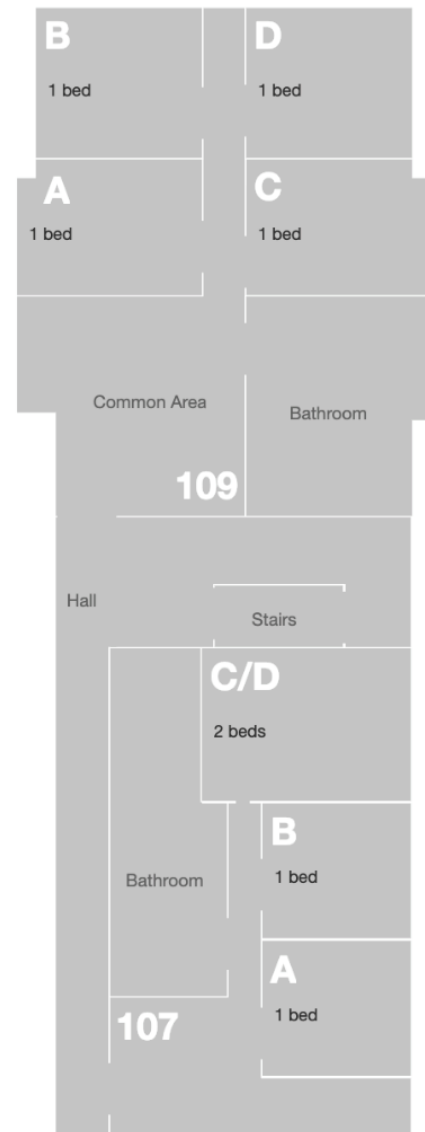 B
D
1 bed
1 bed
A
C
1 bed
1 bed
Common Area
Bathroom
109
Hall
Stairs
C/D
2 beds
B
1 bed
Bathroom
A
1 bed
107